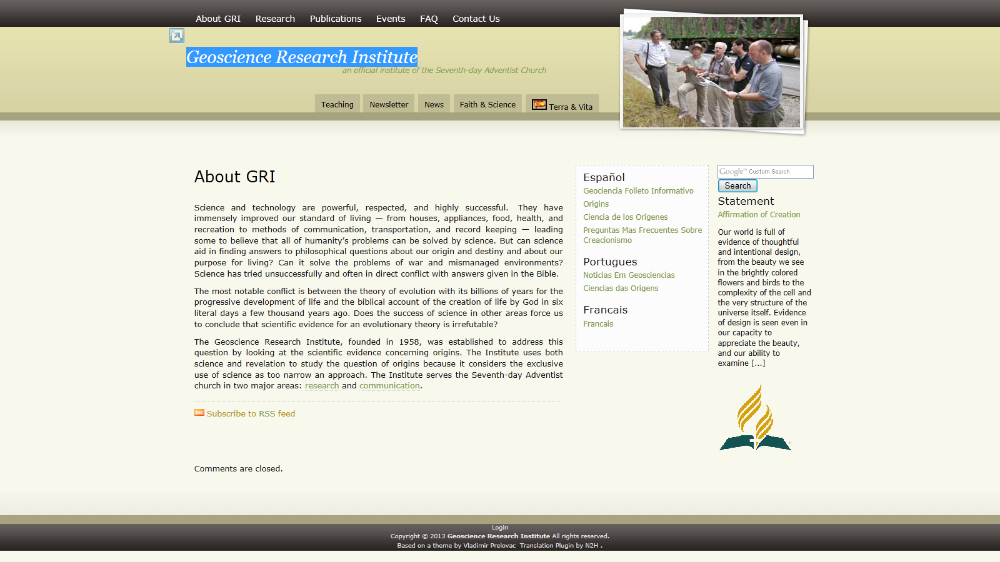 About GRI Research Publications Events FAQ Contact Us
Geoscience Research Institute
an official institute of the Seventh-day Adventist Church
Teaching Newsletter News Faith & Science Terra & Vita
About GRI
Science and technology are powerful, respected, and highly successful. They have
immensely improved our standard of living — from houses, appliances, food, health, and
recreation to methods of communication, transportation, and record keeping — leading
some to believe that all of humanity’s problems can be solved by science. But can science
aid in finding answers to philosophical questions about our origin and destiny and about our
purpose for living? Can it solve the problems of war and mismanaged environments?
Science has tried unsuccessfully and often in direct conflict with answers given in the Bible.
The most notable conflict is between the theory of evolution with its billions of years for the
progressive development of life and the biblical account of the creation of life by God in six
literal days a few thousand years ago. Does the success of science in other areas force us
to conclude that scientific evidence for an evolutionary theory is irrefutable?
The Geoscience Research Institute, founded in 1958, was established to address this
question by looking at the scientific evidence concerning origins. The Institute uses both
science and revelation to study the question of origins because it considers the exclusive
use of science as too narrow an approach. The Institute serves the Seventh-day Adventist
church in two major areas: research and communication.
RSS Subscribe to RSS feed
Comments are closed.
Español
Geociencia Folleto Informativo
Origins
Ciencia de los Origenes
Preguntas Mas Frecuentes Sobre
Creacionismo
Portugues
Noticias Em Geosciencias
Ciencias das Origens
Francais
Francais
Google™ Custom Search
Search
Statement
Affirmation of Creation
Our world is full of
evidence of thoughtful
and intentional design,
from the beauty we see
in the brightly colored
flowers and birds to the
complexity of the cell and
the very structure of the
universe itself. Evidence
of design is seen even in
our capacity to
appreciate the beauty,
and our ability to
examine [...]
Login
Copyright © 2013 Geoscience Research Institute All rights reserved.
Based on a theme by Vladimir Prelovac Translation Plugin by N2H .